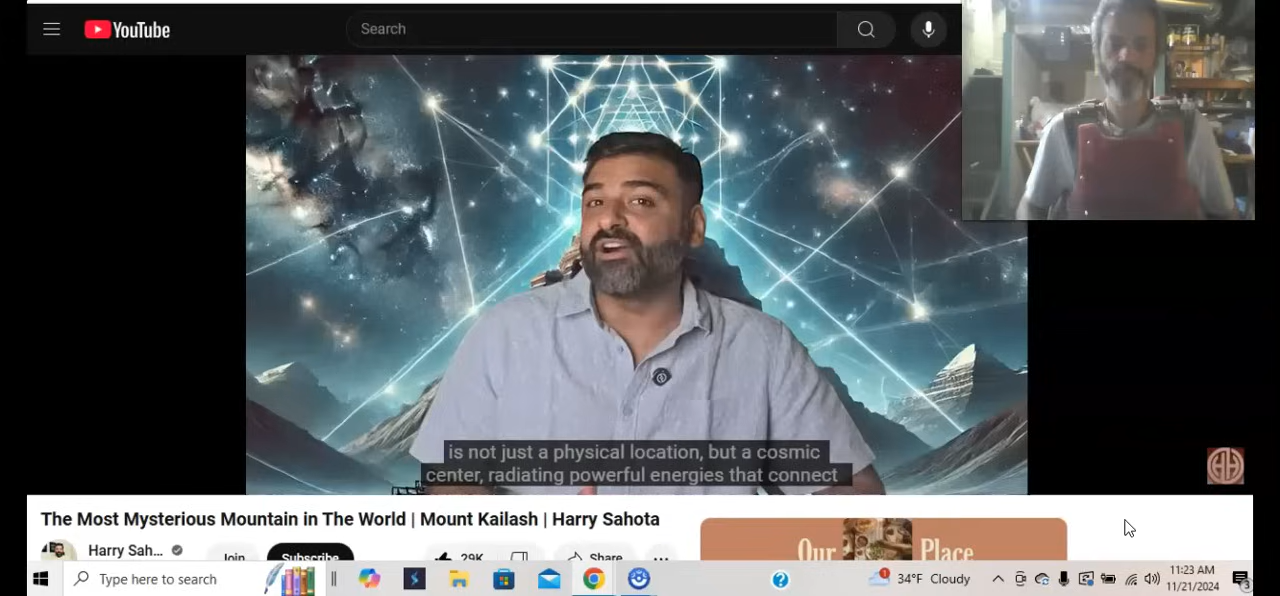 YouTube
Search
is not just a physical location, but a cosmic
center, radiating powerful energies that connect
The Most Mysterious Mountain in The World | Mount Kailash | Harry Sahota
Harry Sah...
Join
Subscribe
29K
Share
Our Place
Type here to search
1
34°F Cloudy
11:23 AM
11/21/2024
3